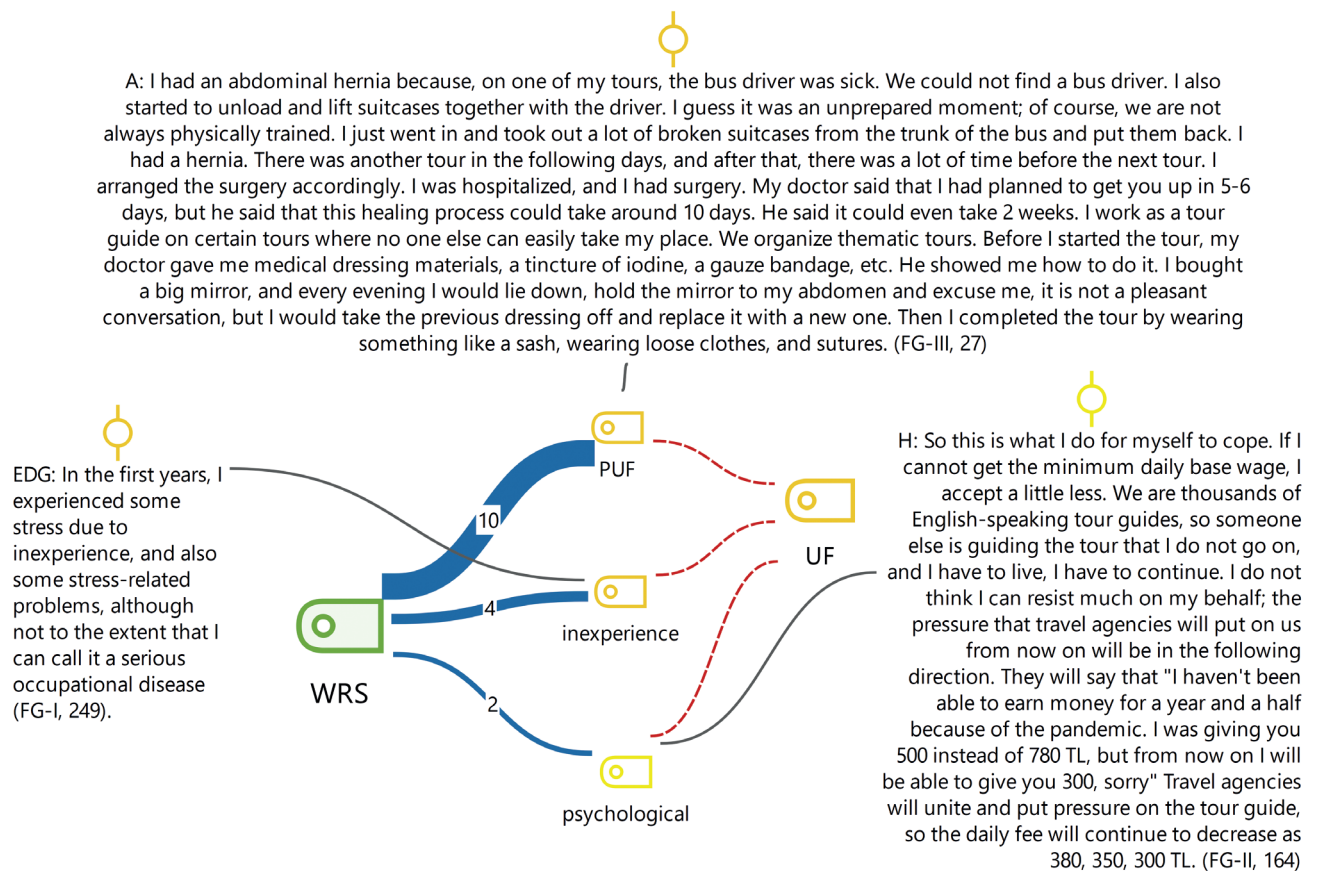 A: I had an abdominal hernia because, on one of my tours, the bus driver was sick. We could not find a bus driver. I also
started to unload and lift suitcases together with the driver. I guess it was an unprepared moment; of course, we are not
always physically trained. I just went in and took out a lot of broken suitcases from the trunk of the bus and put them back. I
had a hernia. There was another tour in the following days, and after that, there was a lot of time before the next tour. I
arranged the surgery accordingly. I was hospitalized, and I had surgery. My doctor said that I had planned to get you up in 5-6
days, but he said that this healing process could take around 10 days. He said it could even take 2 weeks. I work as a tour
guide on certain tours where no one else can easily take my place. We organize thematic tours. Before I started the tour, my
doctor gave me medical dressing materials, a tincture of iodine, a gauze bandage, etc. He showed me how to do it. I bought
a big mirror, and every evening I would lie down, hold the mirror to my abdomen and excuse me, it is not a pleasant
conversation, but I would take the previous dressing off and replace it with a new one. Then I completed the tour by wearing
something like a sash, wearing loose clothes, and sutures. (FG-III, 27)
EDG: In the first years, I
experienced some
stress due to
inexperience, and also
some stress-related
problems, although
not to the extent that I
can call it a serious
occupational disease
(FG-I, 249).
WRS
10
4
2
PUF
inexperience
psychological
UF
H: So this is what I do for myself to cope. If I
cannot get the minimum daily base wage, I
accept a little less. We are thousands of
English-speaking tour guides, so someone
else is guiding the tour that I do not go on,
and I have to live, I have to continue. I do not
think I can resist much on my behalf; the
pressure that travel agencies will put on us
from now on will be in the following
direction. They will say that "I haven't been
able to earn money for a year and a half
because of the pandemic. I was giving you
500 instead of 780 TL, but from now on I will
be able to give you 300, sorry" Travel agencies
will unite and put pressure on the tour guide,
so the daily fee will continue to decrease as
380, 350, 300 TL. (FG-II, 164)